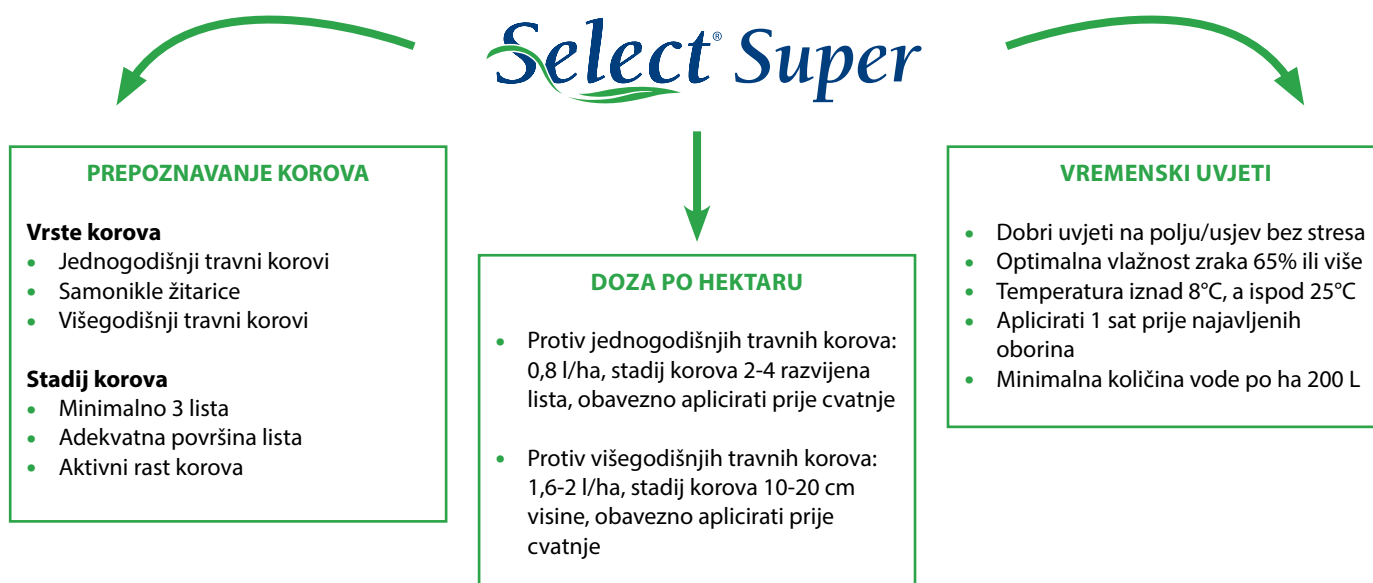 Select® Super
PREPOZNAVANJE KOROVA
Vrste korova
• Jednogodišnji travni korovi
• Samonikle žitarice
• Višegodišnji travni korovi
Stadij korova
• Minimalno 3 lista
• Adekvatna površina lista
• Aktivni rast korova
DOZA PO HEKTARU
• Protiv jednogodišnjih travnih korova:
0,8 l/ha, stadij korova 2-4 razvijena
lista, obavezno aplicirati prije cvatnje
• Protiv višegodišnjih travnih korova:
1,6-2 l/ha, stadij korova 10-20 cm
visine, obavezno aplicirati prije
cvatnje
VREMENSKI UVJETI
• Dobri uvjeti na polju/usjev bez stresa
• Optimalna vlažnost zraka 65% ili više
• Temperatura iznad 8°C, a ispod 25°C
• Aplicirati 1 sat prije najavljenih
oborina
• Minimalna količina vode po ha 200 L